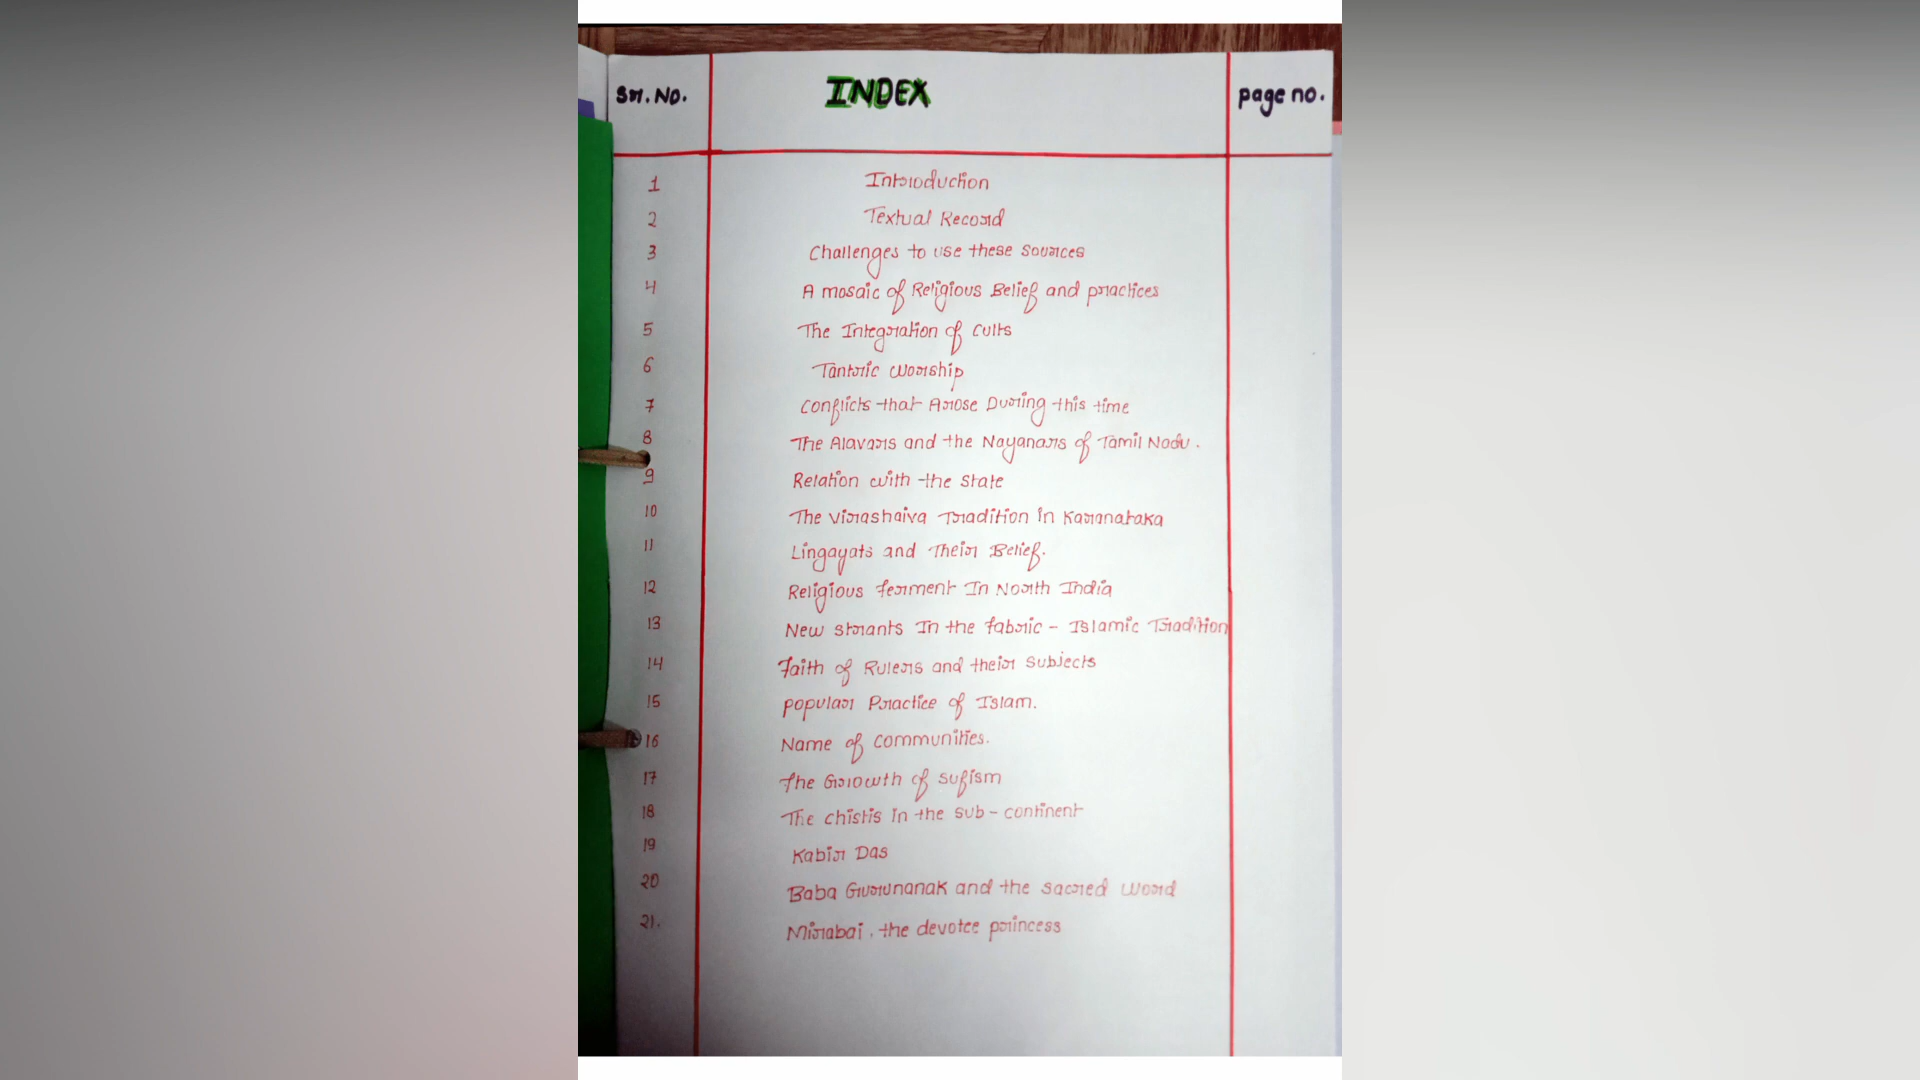 Sr. No. INDEX page no.
1 Introduction
2 Textual Record
3 Challenges to use these sources
4 A mosaic of Religious Belief and practices
5 The Integration of cults
6 Tantric worship
7 Conflicts that Arose During this time
8 The Alavars and the Nayanars of Tamil Nadu.
9 Relation with the state
10 The Virashaiva Tradition in Karanataka
11 Lingayats and Their Belief.
12 Religious ferment In North India
13 New strants In the fabric - Islamic Tradition
14 Faith of Rulers and their subjects
15 popular Practice of Islam.
16 Name of communities.
17 The Growth of sufism
18 The chistis in the sub-continent
19 Kabir Das
20 Baba Gurunanak and the sacred word
21. Mirabai, the devotee princess